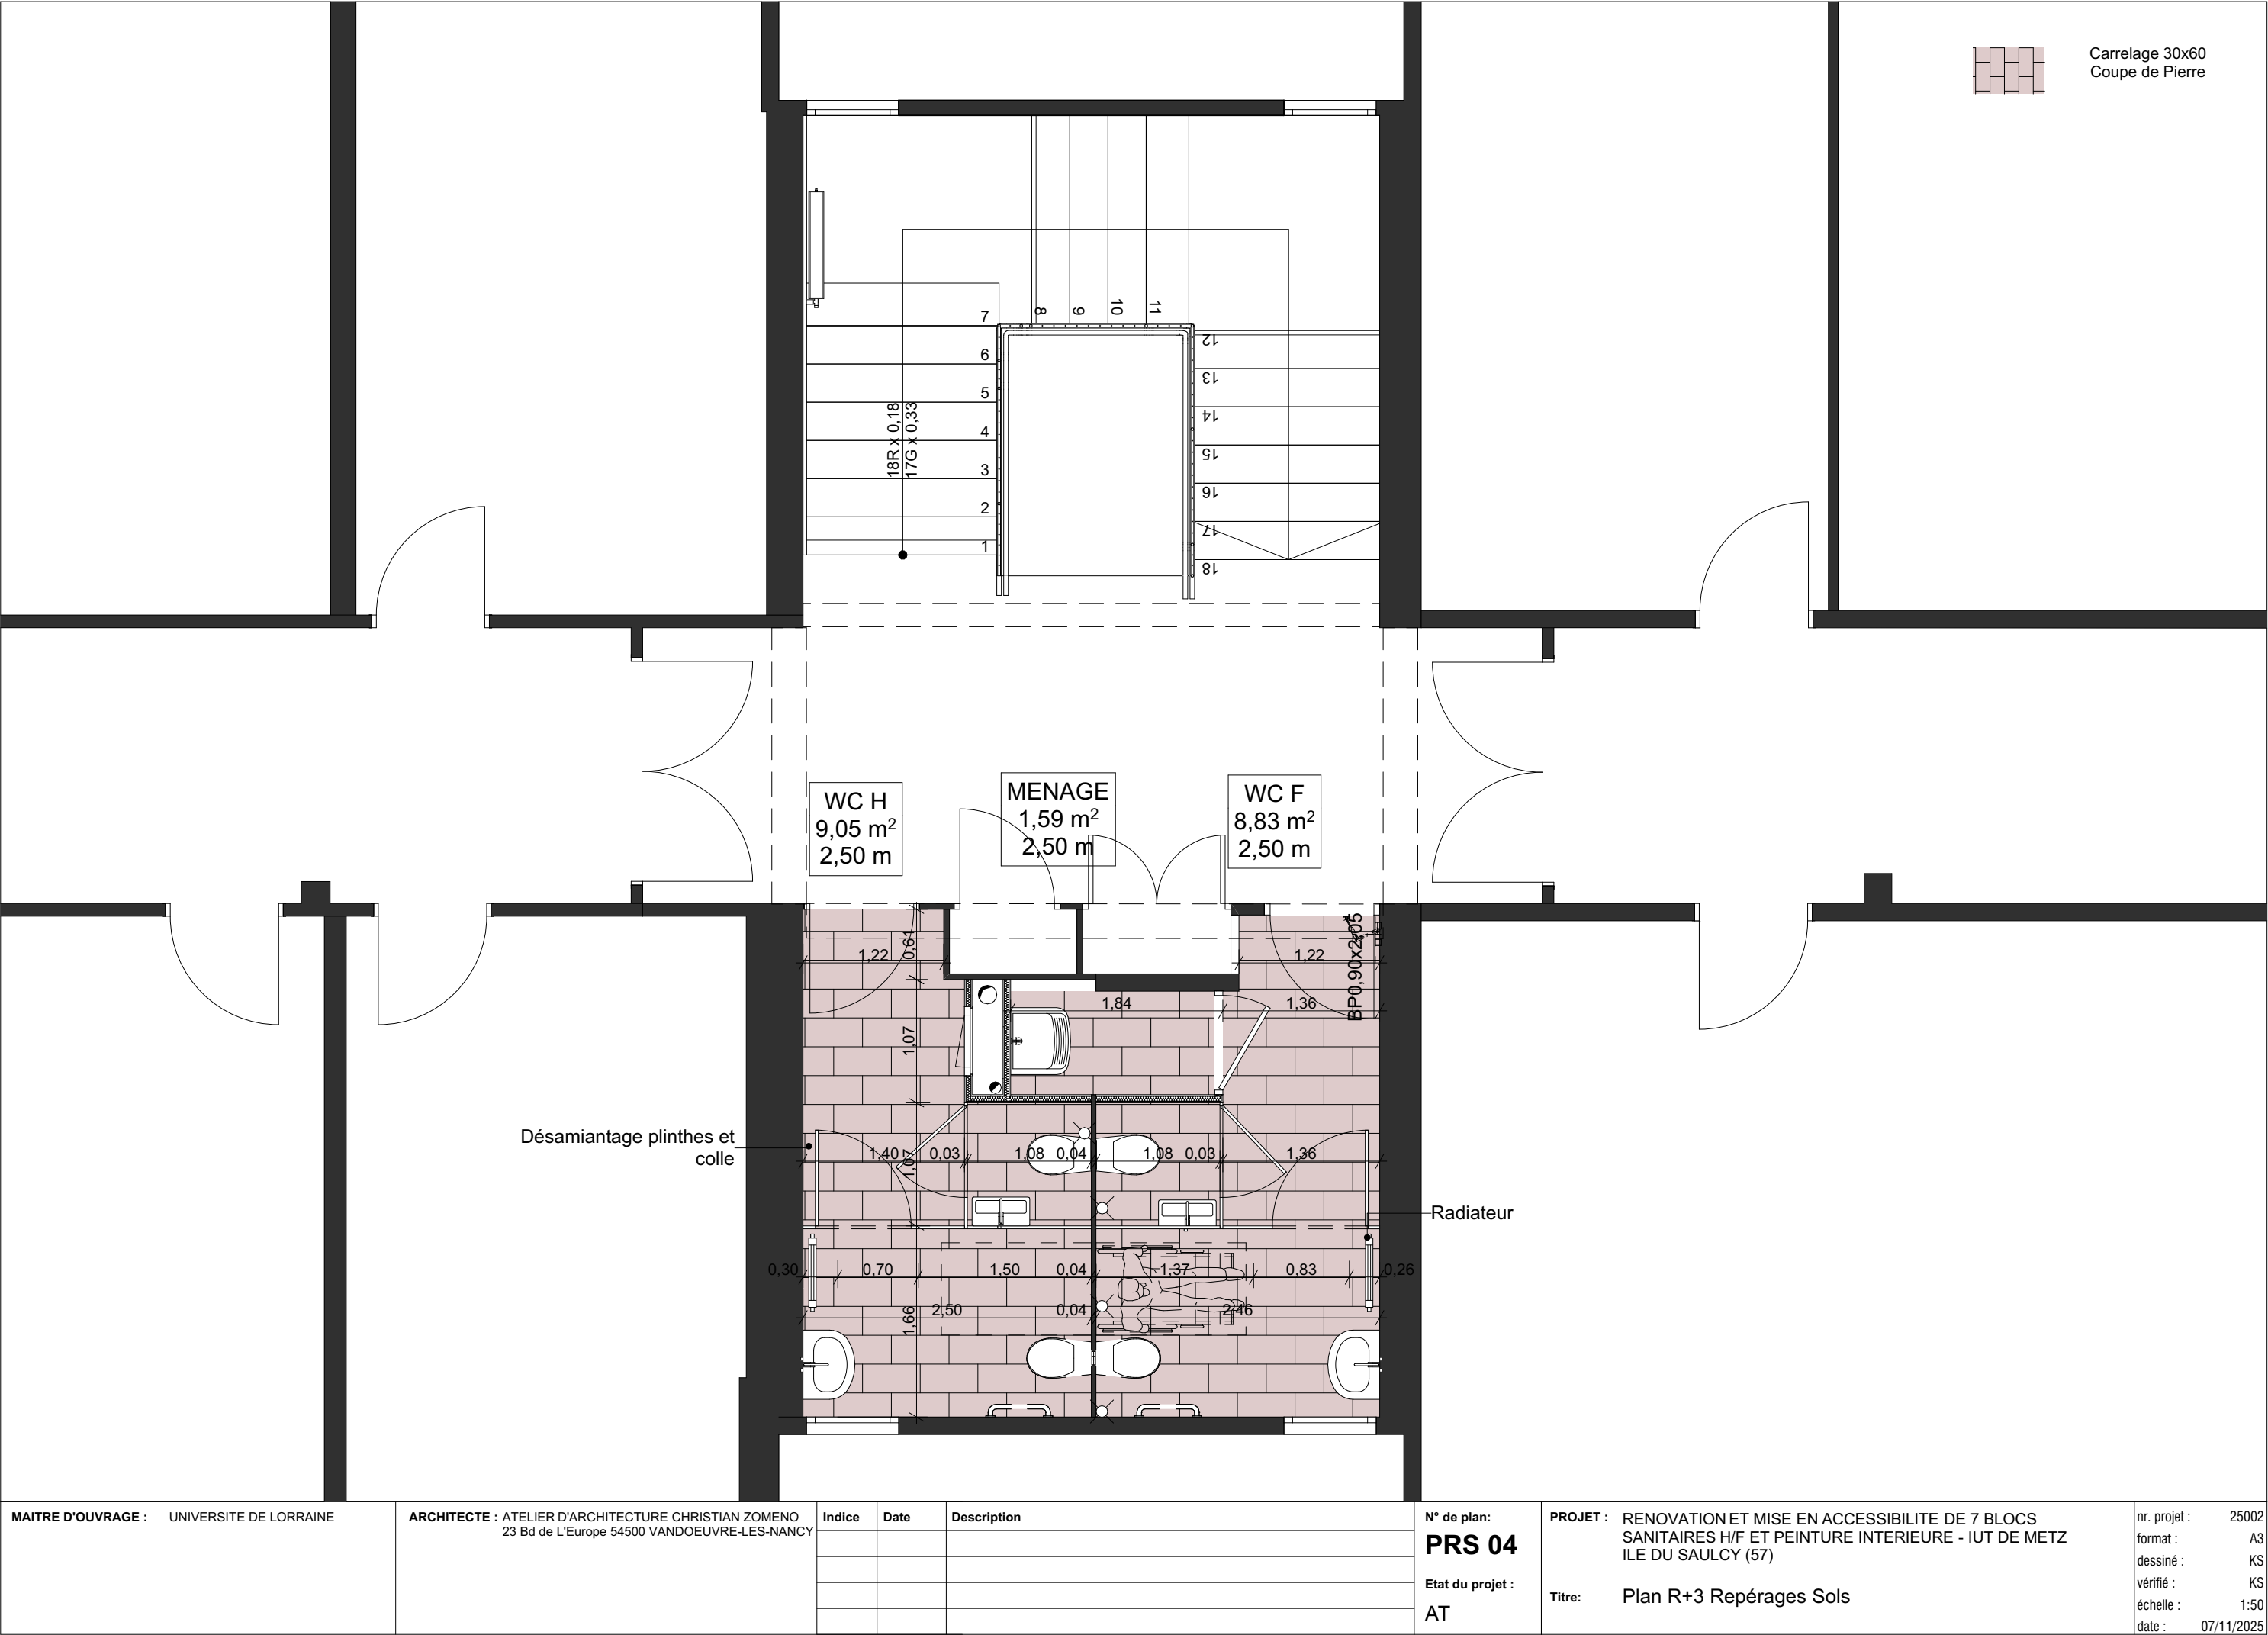 Carrelage 30x60
Coupe de Pierre
7
6
5
4
3
2
1
8
9
10
11
12
13
14
15
16
17
18
18R x 0,18
17G x 0,33
WC H
9,05 m²
2,50 m
MENAGE
1,59 m²
2,50 m
WC F
8,83 m²
2,50 m
1,22
0,61
1,22
BP0,90x2,05
1,84
1,36
1,07
Désamiantage plinthes et
colle
1,40
1,07
0,03
1,08
0,04
1,08
0,03
1,36
Radiateur
0,30
0,70
1,50
0,04
1,37
0,83
0,26
1,66
2,50
0,04
2,46
MAITRE D'OUVRAGE : UNIVERSITE DE LORRAINE
ARCHITECTE : ATELIER D'ARCHITECTURE CHRISTIAN ZOMENO
23 Bd de L'Europe 54500 VANDOEUVRE-LES-NANCY
Indice Date Description
N° de plan:
PRS 04
Etat du projet :
AT
PROJET : RENOVATION ET MISE EN ACCESSIBILITE DE 7 BLOCS
SANITAIRES H/F ET PEINTURE INTERIEURE - IUT DE METZ
ILE DU SAULCY (57)
Titre: Plan R+3 Repérages Sols
nr. projet : 25002
format : A3
dessiné : KS
vérifié : KS
échelle : 1:50
date : 07/11/2025